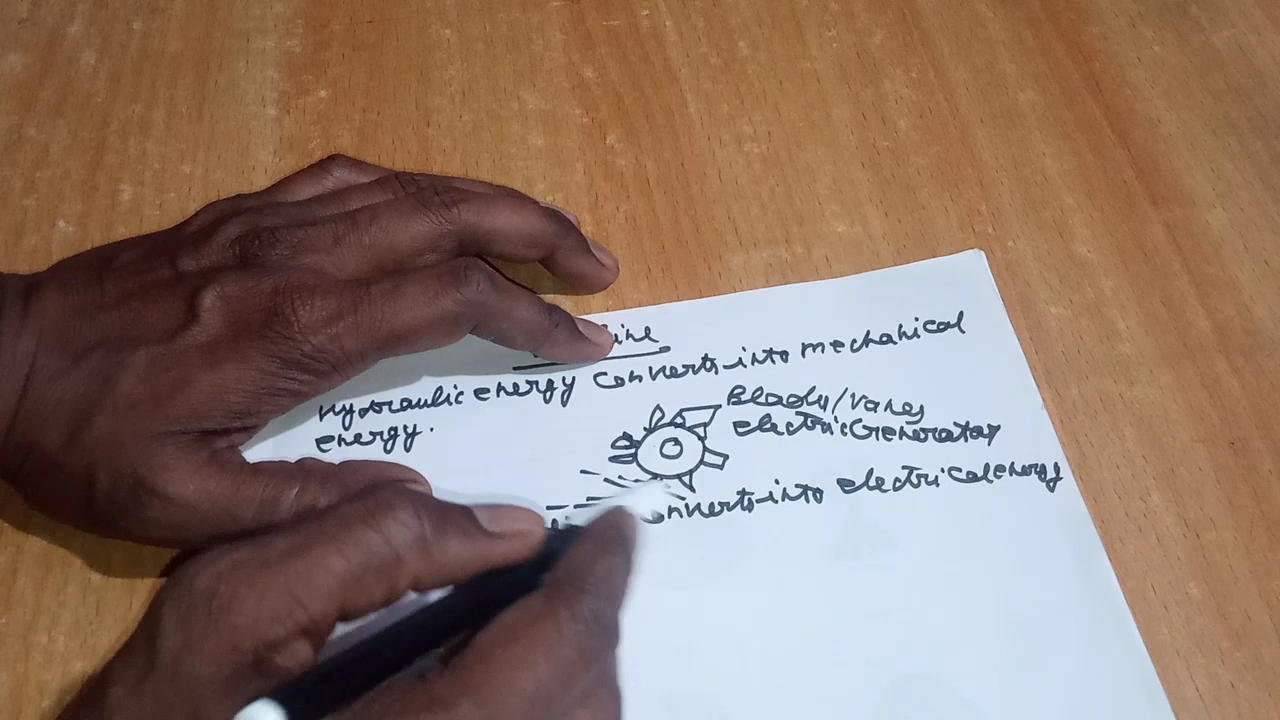 Hydraulic energy converts into mechanical
energy.
Blades/Vanes
electric Generator
converts into electrical energy